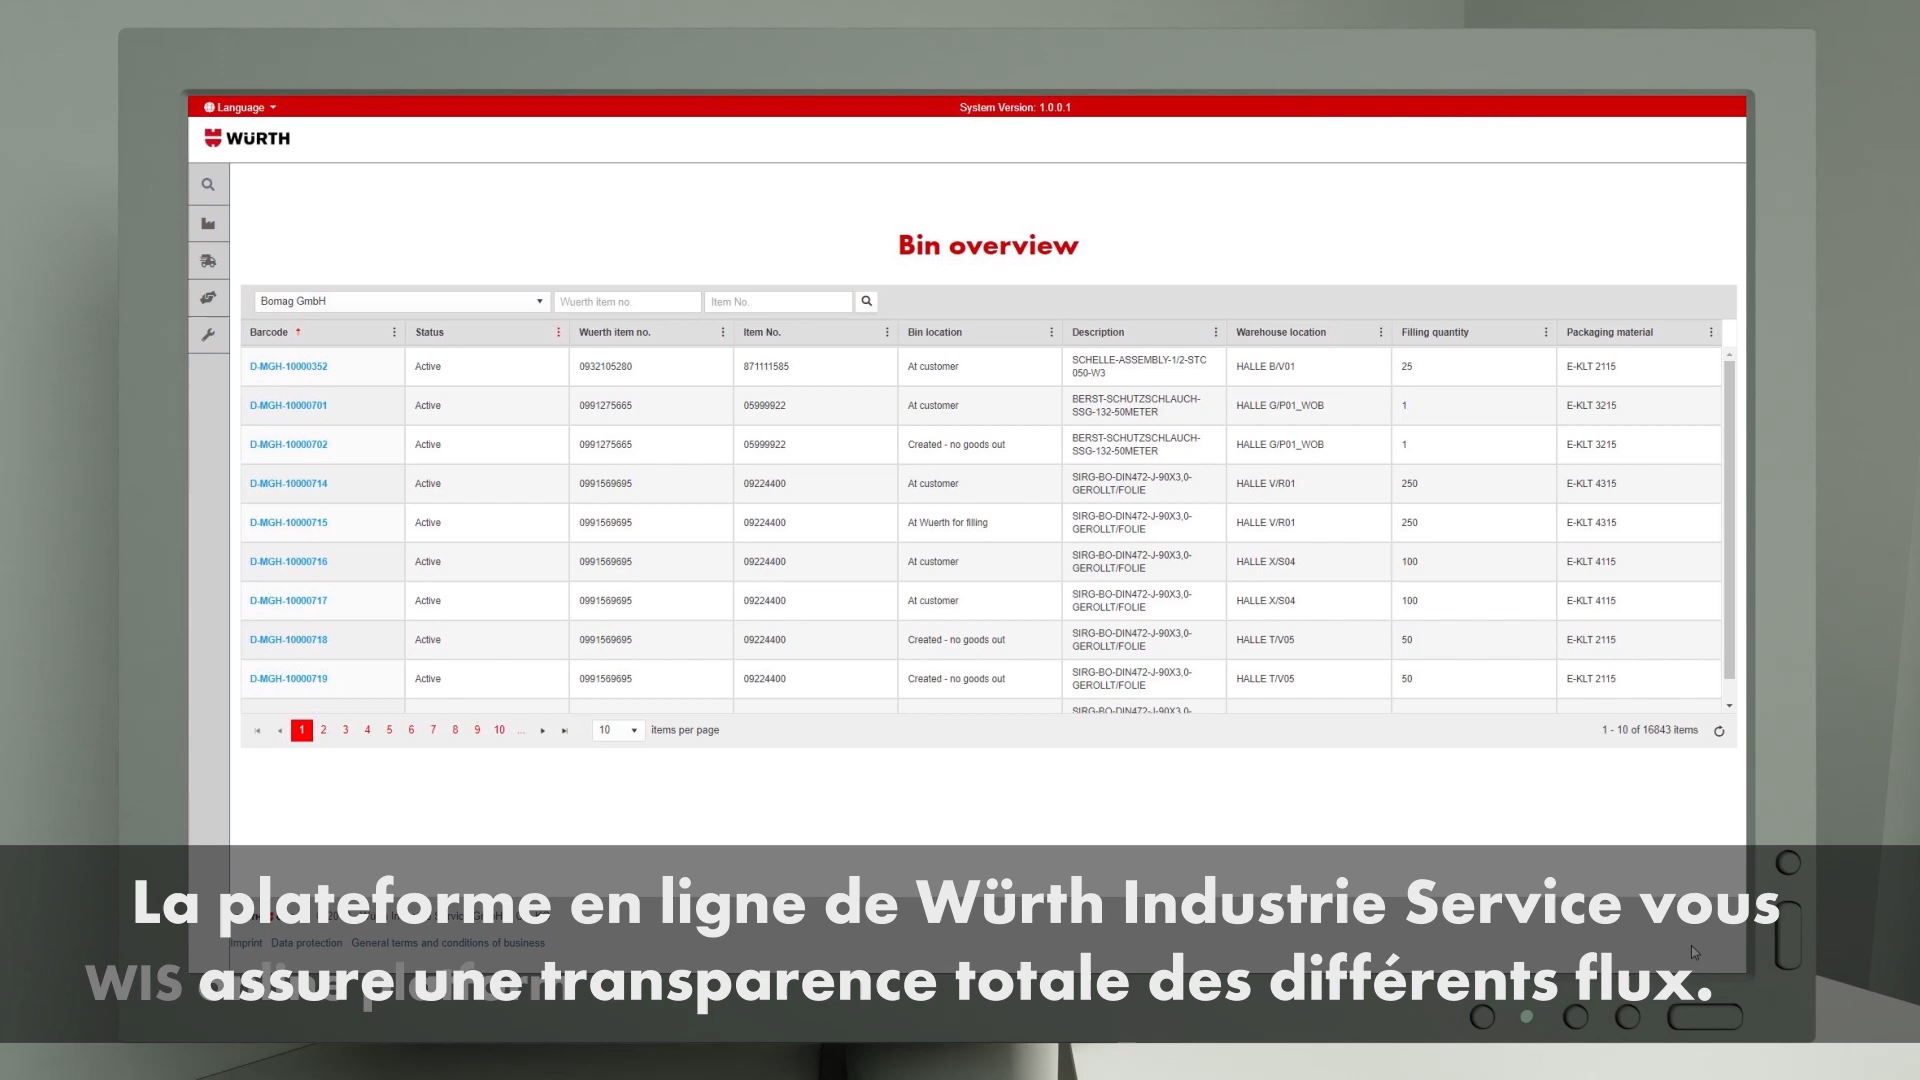 Language
System Version: 1.0.0.1
WÜRTH
Bin overview
Bomag GmbH Wuerth item no. Item No.
Barcode Status Wuerth item no. Item No. Bin location Description Warehouse location Filling quantity Packaging material
D-MGH-10000352 Active 0932105280 871111585 At customer SCHELLE-ASSEMBLY-1/2-STC HALLE B/V01 25 E-KLT 2115
050-W3
D-MGH-10000701 Active 0991275665 05999922 At customer BERST-SCHUTZSCHLAUCH- HALLE G/P01_WOB 1 E-KLT 3215
SSG-132-50METER
D-MGH-10000702 Active 0991275665 05999922 Created - no goods out BERST-SCHUTZSCHLAUCH- HALLE G/P01_WOB 1 E-KLT 3215
SSG-132-50METER
D-MGH-10000714 Active 0991569695 09224400 At customer SIRG-BO-DIN472-J-90X3,0- HALLE V/R01 250 E-KLT 4315
GEROLLT/FOLIE
D-MGH-10000715 Active 0991569695 09224400 At Wuerth for filling SIRG-BO-DIN472-J-90X3,0- HALLE V/R01 250 E-KLT 4315
GEROLLT/FOLIE
D-MGH-10000716 Active 0991569695 09224400 At customer SIRG-BO-DIN472-J-90X3,0- HALLE X/S04 100 E-KLT 4115
GEROLLT/FOLIE
D-MGH-10000717 Active 0991569695 09224400 At customer SIRG-BO-DIN472-J-90X3,0- HALLE X/S04 100 E-KLT 4115
GEROLLT/FOLIE
D-MGH-10000718 Active 0991569695 09224400 Created - no goods out SIRG-BO-DIN472-J-90X3,0- HALLE T/V05 50 E-KLT 2115
GEROLLT/FOLIE
D-MGH-10000719 Active 0991569695 09224400 Created - no goods out SIRG-BO-DIN472-J-90X3,0- HALLE T/V05 50 E-KLT 2115
GEROLLT/FOLIE
SIRG-BO-DIN472-J-90X3,0-
1 2 3 4 5 6 7 8 9 10 ... 10 items per page 1 - 10 of 16843 items
La plateforme en ligne de Würth Industrie Service vous
Imprint Data protection General terms and conditions of business
WIS online platform
assure une transparence totale des différents flux.